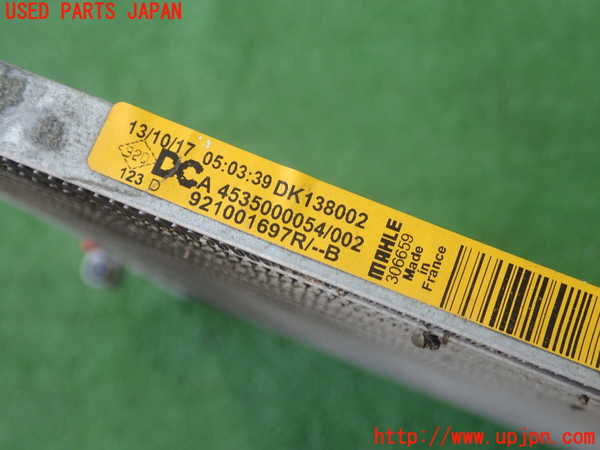 USED PARTS JAPAN
13/10/17 05:03:39 DK138002
320 DC A 4535000054/002
123 D 921001697R/--B
MAHLE
306659
Made
in
France
http://www.upjpn.com/